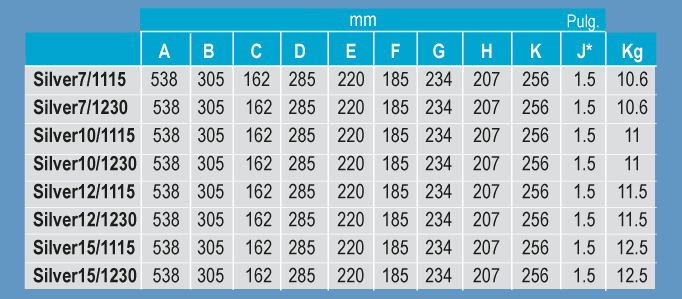 mm Pulg.
A B C D E F G H K J* Kg
Silver7/1115 538 305 162 285 220 185 234 207 256 1.5 10.6
Silver7/1230 538 305 162 285 220 185 234 207 256 1.5 10.6
Silver10/1115 538 305 162 285 220 185 234 207 256 1.5 11
Silver10/1230 538 305 162 285 220 185 234 207 256 1.5 11
Silver12/1115 538 305 162 285 220 185 234 207 256 1.5 11.5
Silver12/1230 538 305 162 285 220 185 234 207 256 1.5 11.5
Silver15/1115 538 305 162 285 220 185 234 207 256 1.5 12.5
Silver15/1230 538 305 162 285 220 185 234 207 256 1.5 12.5